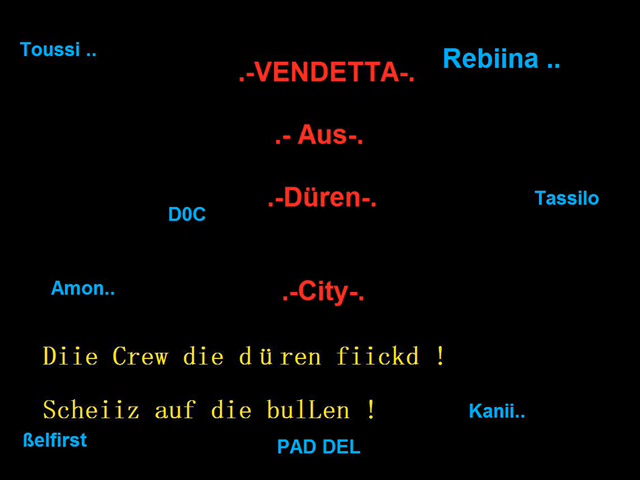 Toussi ..
.-VENDETTA-.
Rebiina ..
.- Aus-.
.-Düren-.
Tassilo
D0C
Amon..
.-City-.
Diie Crew die düren fiickd !
Scheiiz auf die bulLen !
Kanii..
ßelfirst
PAD DEL